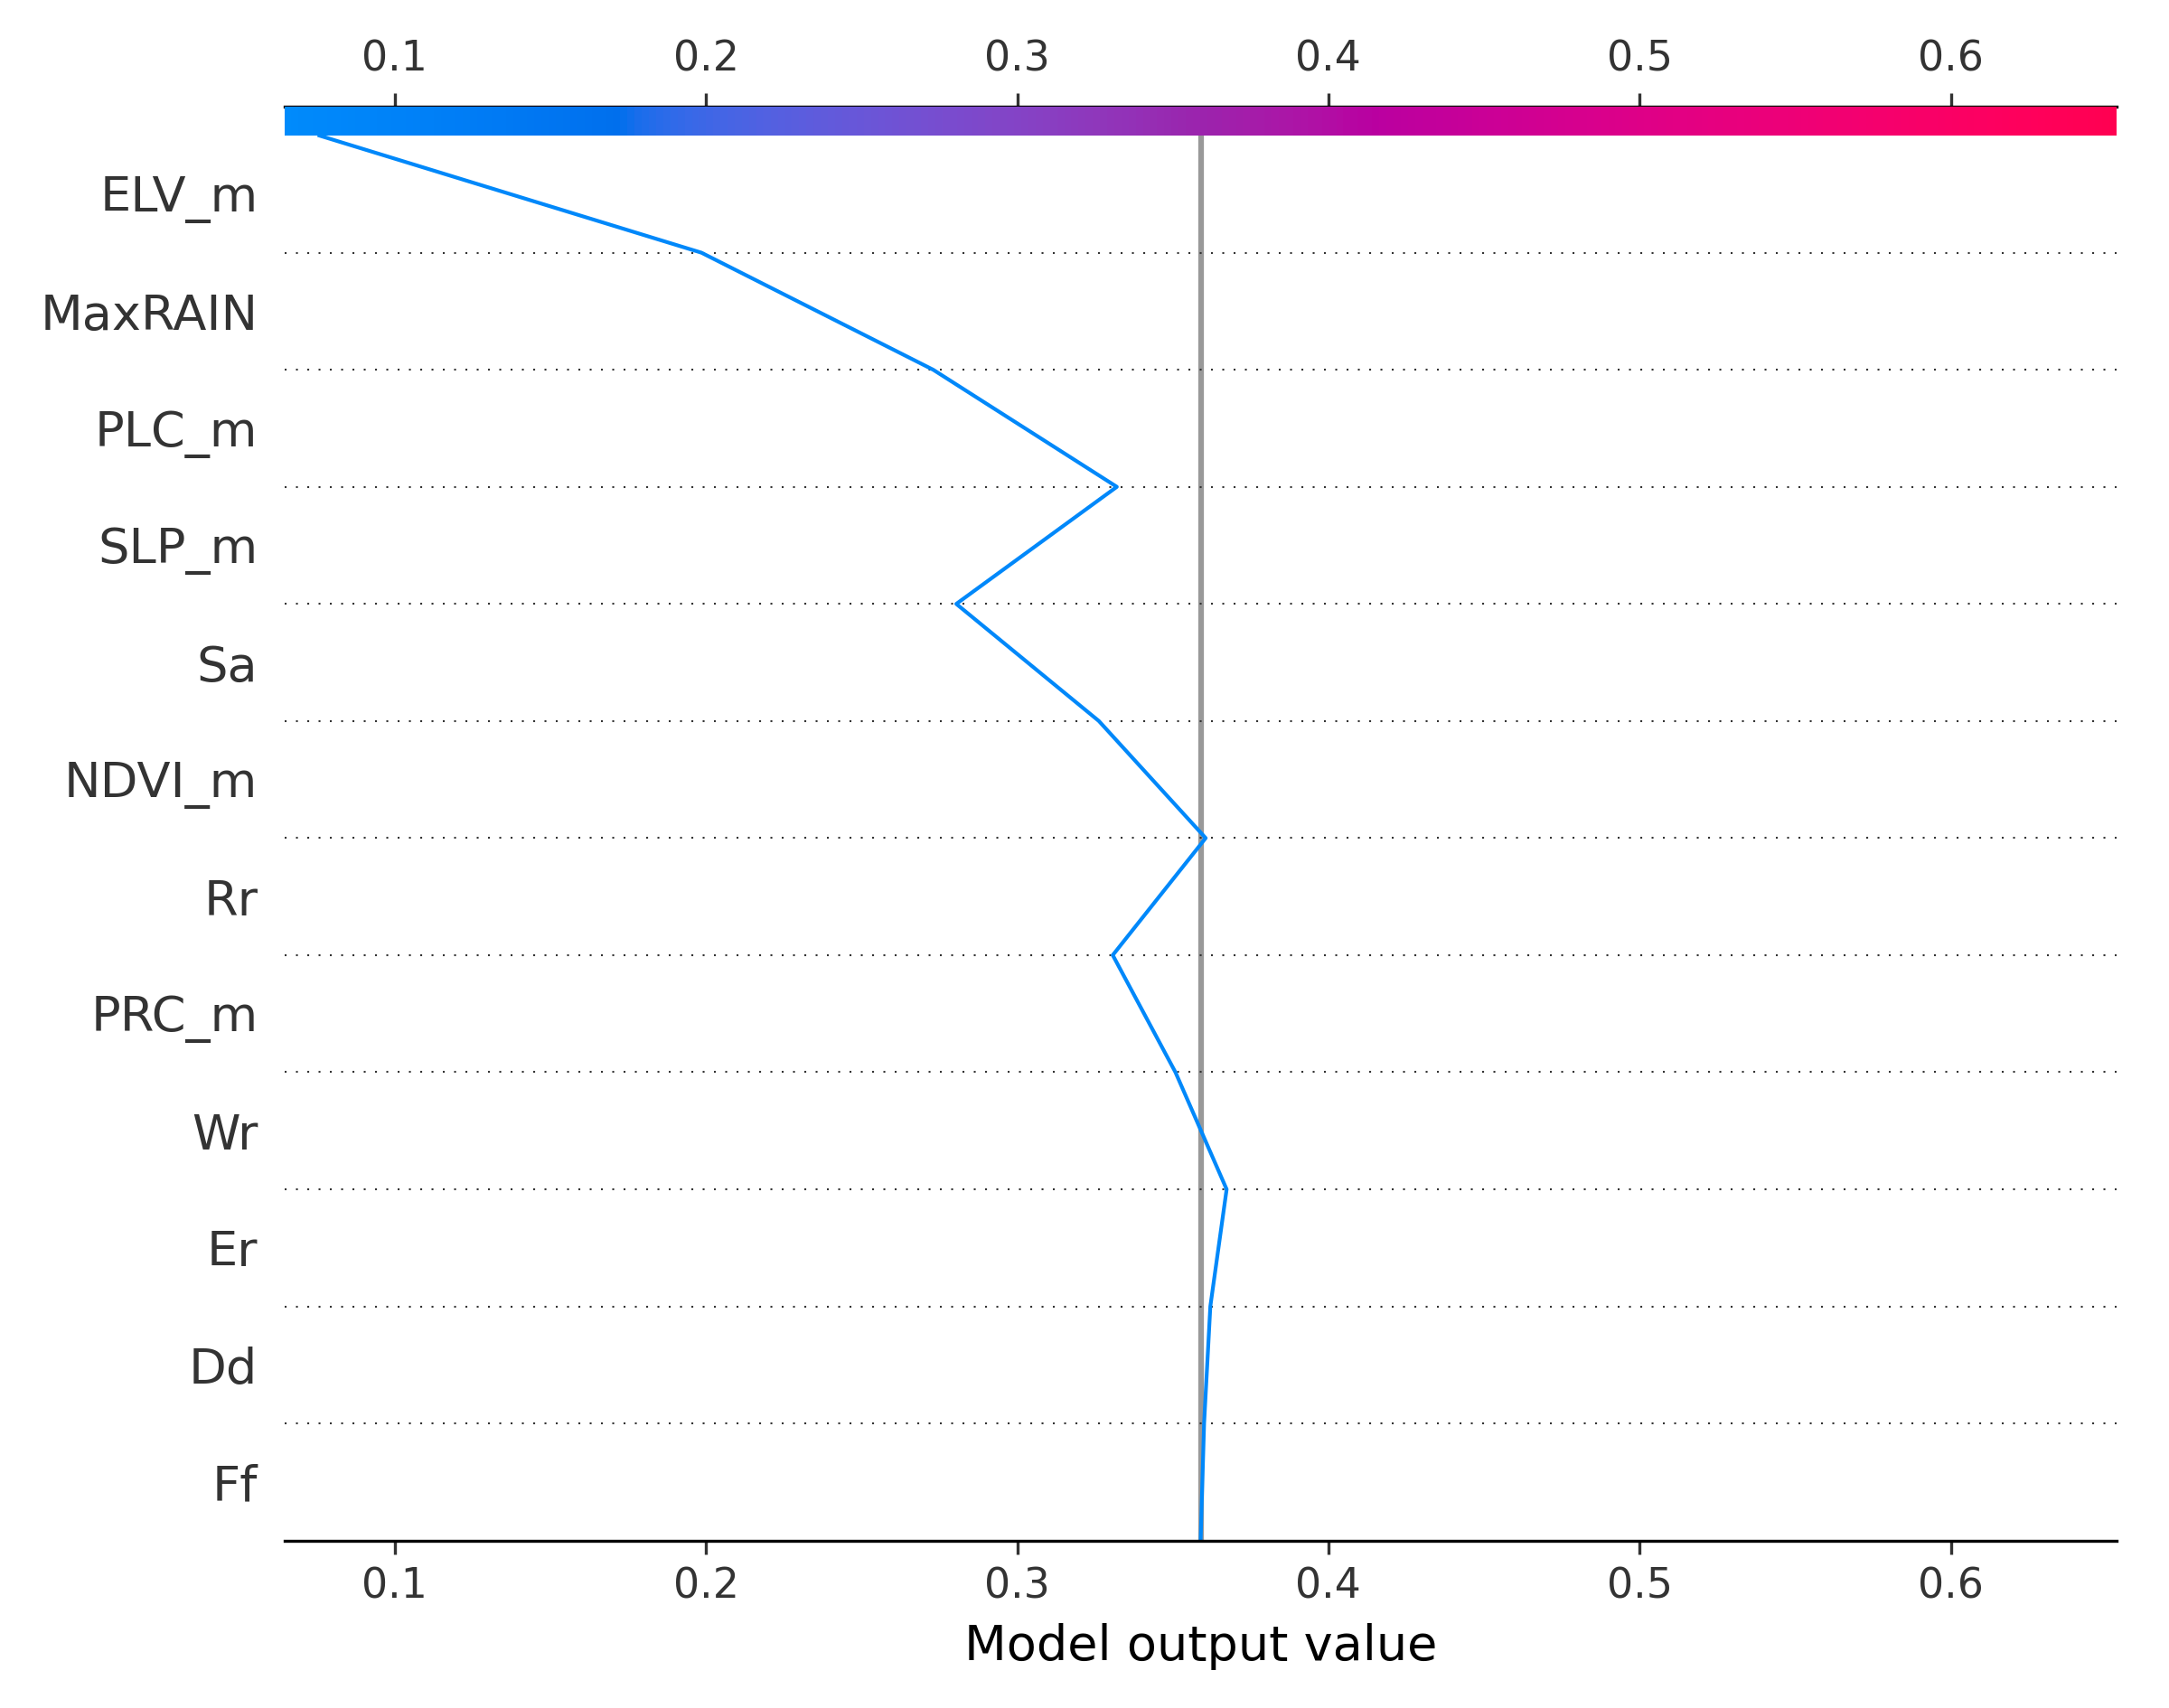 0.1 0.2 0.3 0.4 0.5 0.6
ELV_m
MaxRAIN
PLC_m
SLP_m
Sa
NDVI_m
Rr
PRC_m
Wr
Er
Dd
Ff
0.1 0.2 0.3 0.4 0.5 0.6
Model output value